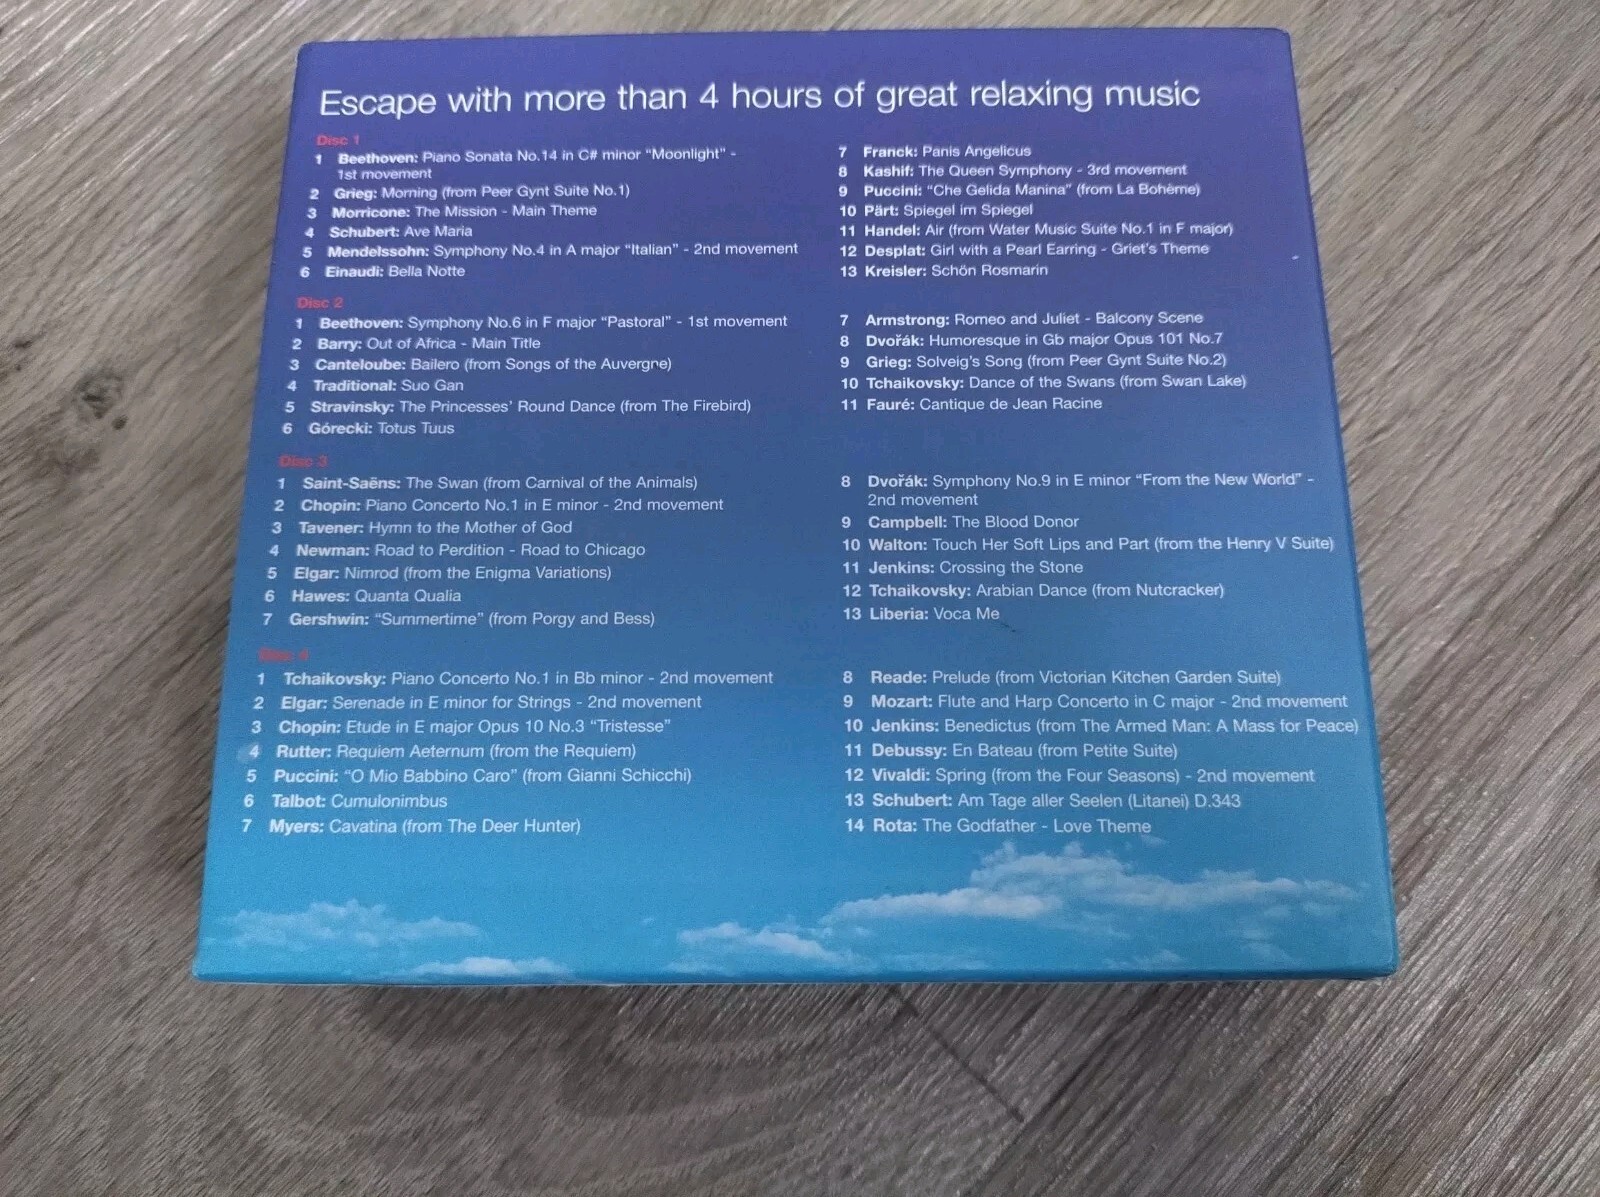 Escape with more than 4 hours of great relaxing music
Disc 1
1 Beethoven: Piano Sonata No.14 in C# minor “Moonlight” -
1st movement
2 Grieg: Morning (from Peer Gynt Suite No.1)
3 Morricone: The Mission - Main Theme
4 Schubert: Ave Maria
5 Mendelssohn: Symphony No.4 in A major “Italian” - 2nd movement
6 Einaudi: Bella Notte
7 Franck: Panis Angelicus
8 Kashif: The Queen Symphony - 3rd movement
9 Puccini: “Che Gelida Manina” (from La Bohème)
10 Pärt: Spiegel im Spiegel
11 Handel: Air (from Water Music Suite No.1 in F major)
12 Desplat: Girl with a Pearl Earring - Griet's Theme
13 Kreisler: Schön Rosmarin
Disc 2
1 Beethoven: Symphony No.6 in F major “Pastoral” - 1st movement
2 Barry: Out of Africa - Main Title
3 Canteloube: Bailero (from Songs of the Auvergne)
4 Traditional: Suo Gan
5 Stravinsky: The Princesses' Round Dance (from The Firebird)
6 Górecki: Totus Tuus
7 Armstrong: Romeo and Juliet - Balcony Scene
8 Dvořák: Humoresque in Gb major Opus 101 No.7
9 Grieg: Solveig's Song (from Peer Gynt Suite No.2)
10 Tchaikovsky: Dance of the Swans (from Swan Lake)
11 Fauré: Cantique de Jean Racine
Disc 3
1 Saint-Saëns: The Swan (from Carnival of the Animals)
2 Chopin: Piano Concerto No.1 in E minor - 2nd movement
3 Tavener: Hymn to the Mother of God
4 Newman: Road to Perdition - Road to Chicago
5 Elgar: Nimrod (from the Enigma Variations)
6 Hawes: Quanta Qualia
7 Gershwin: “Summertime” (from Porgy and Bess)
8 Dvořák: Symphony No.9 in E minor “From the New World” -
2nd movement
9 Campbell: The Blood Donor
10 Walton: Touch Her Soft Lips and Part (from the Henry V Suite)
11 Jenkins: Crossing the Stone
12 Tchaikovsky: Arabian Dance (from Nutcracker)
13 Liberia: Voca Me
Disc 4
1 Tchaikovsky: Piano Concerto No.1 in Bb minor - 2nd movement
2 Elgar: Serenade in E minor for Strings - 2nd movement
3 Chopin: Etude in E major Opus 10 No.3 “Tristesse”
4 Rutter: Requiem Aeternum (from the Requiem)
5 Puccini: “O Mio Babbino Caro” (from Gianni Schicchi)
6 Talbot: Cumulonimbus
7 Myers: Cavatina (from The Deer Hunter)
8 Reade: Prelude (from Victorian Kitchen Garden Suite)
9 Mozart: Flute and Harp Concerto in C major - 2nd movement
10 Jenkins: Benedictus (from The Armed Man: A Mass for Peace)
11 Debussy: En Bateau (from Petite Suite)
12 Vivaldi: Spring (from the Four Seasons) - 2nd movement
13 Schubert: Am Tage aller Seelen (Litanei) D.343
14 Rota: The Godfather - Love Theme